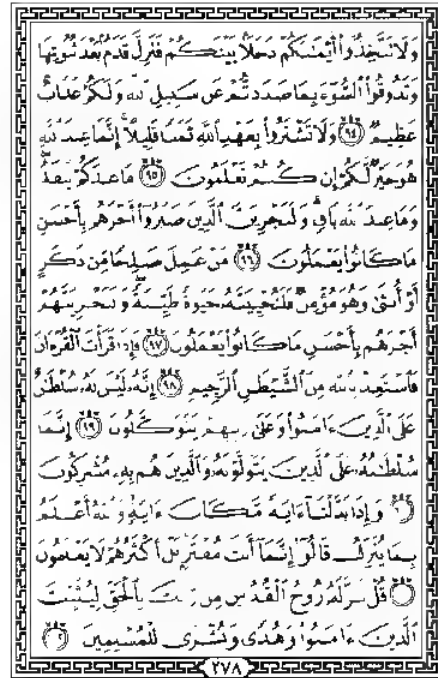 وَلَا تَتَّخِذُوٓا۟ أَيْمَـٰنَكُمْ دَخَلًۢا بَيْنَكُمْ فَتَزِلَّ قَدَمٌۢ بَعْدَ ثُبُوتِهَا
وَتَذُوقُوا۟ ٱلسُّوٓءَ بِمَا صَدَدتُّمْ عَن سَبِيلِ ٱللَّهِ وَلَكُمْ عَذَابٌ
عَظِيمٌ ٩٤ وَلَا تَشْتَرُوا۟ بِعَهْدِ ٱللَّهِ ثَمَنًا قَلِيلًا إِنَّمَا عِندَ ٱللَّهِ
هُوَ خَيْرٌ لَّكُمْ إِن كُنتُمْ تَعْلَمُونَ ٩٥ مَا عِندَكُمْ يَنفَدُ
وَمَا عِندَ ٱللَّهِ بَاقٍ وَلَنَجْزِيَنَّ ٱلَّذِينَ صَبَرُوٓا۟ أَجْرَهُم بِأَحْسَنِ
مَا كَانُوا۟ يَعْمَلُونَ ٩٦ مَنْ عَمِلَ صَـٰلِحًا مِّن ذَكَرٍ
أَوْ أُنثَىٰ وَهُوَ مُؤْمِنٌ فَلَنُحْيِيَنَّهُۥ حَيَوٰةً طَيِّبَةً وَلَنَجْزِيَنَّهُمْ
أَجْرَهُم بِأَحْسَنِ مَا كَانُوا۟ يَعْمَلُونَ ٩٧ فَإِذَا قَرَأْتَ ٱلْقُرْءَانَ
فَٱسْتَعِذْ بِٱللَّهِ مِنَ ٱلشَّيْطَـٰنِ ٱلرَّجِيمِ ٩٨ إِنَّهُۥ لَيْسَ لَهُۥ سُلْطَـٰنٌ
عَلَى ٱلَّذِينَ ءَامَنُوا۟ وَعَلَىٰ رَبِّهِمْ يَتَوَكَّلُونَ ٩٩ إِنَّمَا
سُلْطَـٰنُهُۥ عَلَى ٱلَّذِينَ يَتَوَلَّوْنَهُۥ وَٱلَّذِينَ هُم بِهِۦ مُشْرِكُونَ
وَإِذَا بَدَّلْنَآ ءَايَةً مَّكَانَ ءَايَةٍ وَٱللَّهُ أَعْلَمُ
بِمَا يُنَزِّلُ قَالُوٓا۟ إِنَّمَآ أَنتَ مُفْتَرٍۭ بَلْ أَكْثَرُهُمْ لَا يَعْلَمُونَ
قُلْ نَزَّلَهُۥ رُوحُ ٱلْقُدُسِ مِن رَّبِّكَ بِٱلْحَقِّ لِيُثَبِّتَ
ٱلَّذِينَ ءَامَنُوا۟ وَهُدًى وَبُشْرَىٰ لِلْمُسْلِمِينَ
٢٧٨